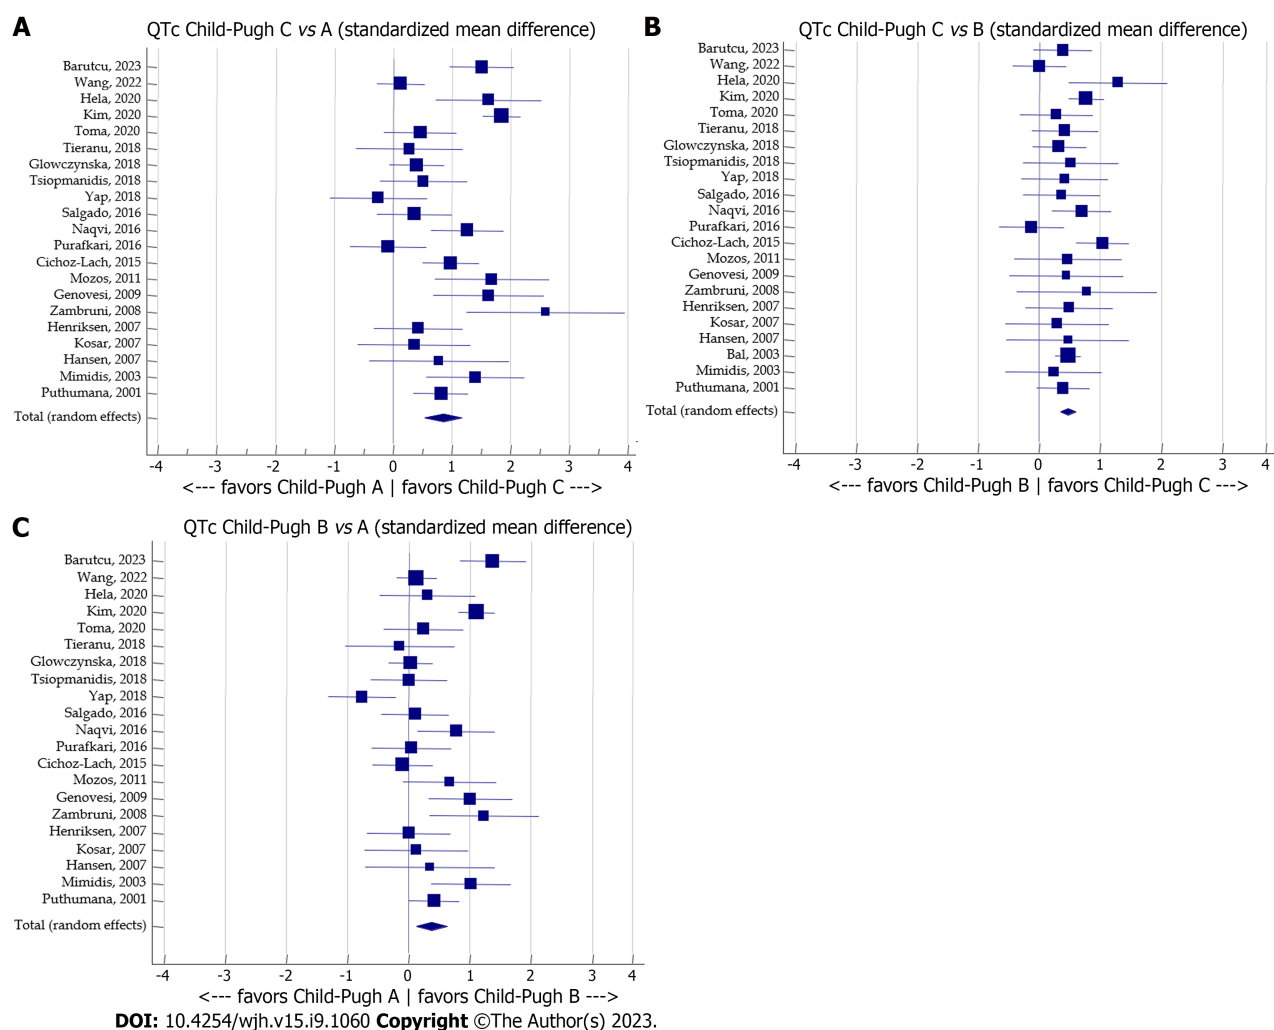 A
QTc Child-Pugh C vs A (standardized mean difference)
Barutcu, 2023
Wang, 2022
Hela, 2020
Kim, 2020
Toma, 2020
Tieranu, 2018
Glowczynska, 2018
Tsiopmanidis, 2018
Yap, 2018
Salgado, 2016
Naqvi, 2016
Purafkari, 2016
Cichoz-Lach, 2015
Mozos, 2011
Genovesi, 2009
Zambruni, 2008
Henriksen, 2007
Kosar, 2007
Hansen, 2007
Mimidis, 2003
Puthumana, 2001
Total (random effects)
-4 -3 -2 -1 0 1 2 3 4
<--- favors Child-Pugh A | favors Child-Pugh C --->
B
QTc Child-Pugh C vs B (standardized mean difference)
Barutcu, 2023
Wang, 2022
Hela, 2020
Kim, 2020
Toma, 2020
Tieranu, 2018
Glowczynska, 2018
Tsiopmanidis, 2018
Yap, 2018
Salgado, 2016
Naqvi, 2016
Purafkari, 2016
Cichoz-Lach, 2015
Mozos, 2011
Genovesi, 2009
Zambruni, 2008
Henriksen, 2007
Kosar, 2007
Hansen, 2007
Bal, 2003
Mimidis, 2003
Puthumana, 2001
Total (random effects)
-4 -3 -2 -1 0 1 2 3 4
<--- favors Child-Pugh B | favors Child-Pugh C --->
C
QTc Child-Pugh B vs A (standardized mean difference)
Barutcu, 2023
Wang, 2022
Hela, 2020
Kim, 2020
Toma, 2020
Tieranu, 2018
Glowczynska, 2018
Tsiopmanidis, 2018
Yap, 2018
Salgado, 2016
Naqvi, 2016
Purafkari, 2016
Cichoz-Lach, 2015
Mozos, 2011
Genovesi, 2009
Zambruni, 2008
Henriksen, 2007
Kosar, 2007
Hansen, 2007
Mimidis, 2003
Puthumana, 2001
Total (random effects)
-4 -3 -2 -1 0 1 2 3 4
<--- favors Child-Pugh A | favors Child-Pugh B --->
DOI: 10.4254/wjh.v15.i9.1060 Copyright ©The Author(s) 2023.